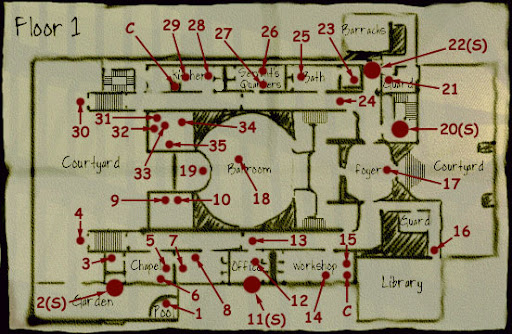 Floor 1
C
29
28
27
26
25
23
Barracks
22(S)
Kitchen
Servant's
Quarters
Bath
Guard
21
24
30
31
32
33
34
35
20(S)
Courtyard
19
Ballroom
18
Foyer
17
Courtyard
9
10
4
13
15
Guard
16
3
5
7
Chapel
8
Office
12
Workshop
14
C
6
2(S)
Garden
Pool
1
11(S)
Library